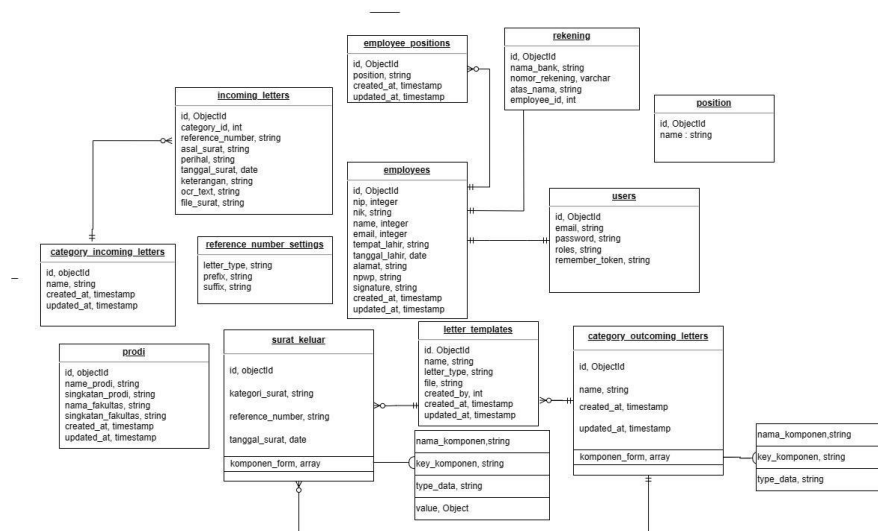 employee_positions
id, ObjectId
position, string
created_at, timestamp
updated_at, timestamp
rekening
id, ObjectId
nama_bank, string
nomor_rekening, varchar
atas_nama, string
employee_id, int
incoming_letters
id, ObjectId
category_id, int
reference_number, string
asal_surat, string
perihal, string
tanggal_surat, date
keterangan, string
ocr_text, string
file_surat, string
position
id, ObjectId
name : string
employees
id, ObjectId
nip, integer
nik, string
name, integer
email, integer
tempat_lahir, string
tanggal_lahir, date
alamat, string
npwp, string
signature, string
created_at, timestamp
updated_at, timestamp
users
id, ObjectId
email, string
password, string
roles, string
remember_token, string
category_incoming_letters
id, objectId
name, string
created_at, timestamp
updated_at, timestamp
reference_number_settings
letter_type, string
prefix, string
suffix, string
prodi
id, objectId
name_prodi, string
singkatan_prodi, string
nama_fakultas, string
singkatan_fakultas, string
created_at, timestamp
updated_at, timestamp
surat_keluar
id, objectId
kategori_surat, string
reference_number, string
tanggal_surat, date
komponen_form, array
letter_templates
id. ObjectId
name, string
letter_type, string
file, string
created_by, int
created_at, timestamp
updated_at, timestamp
category_outcoming_letters
id, ObjectId
name, string
created_at, timestamp
updated_at, timestamp
komponen_form, array
nama_komponen,string
key_komponen, string
type_data, string
value, Object
nama_komponen,string
key_komponen, string
type_data, string